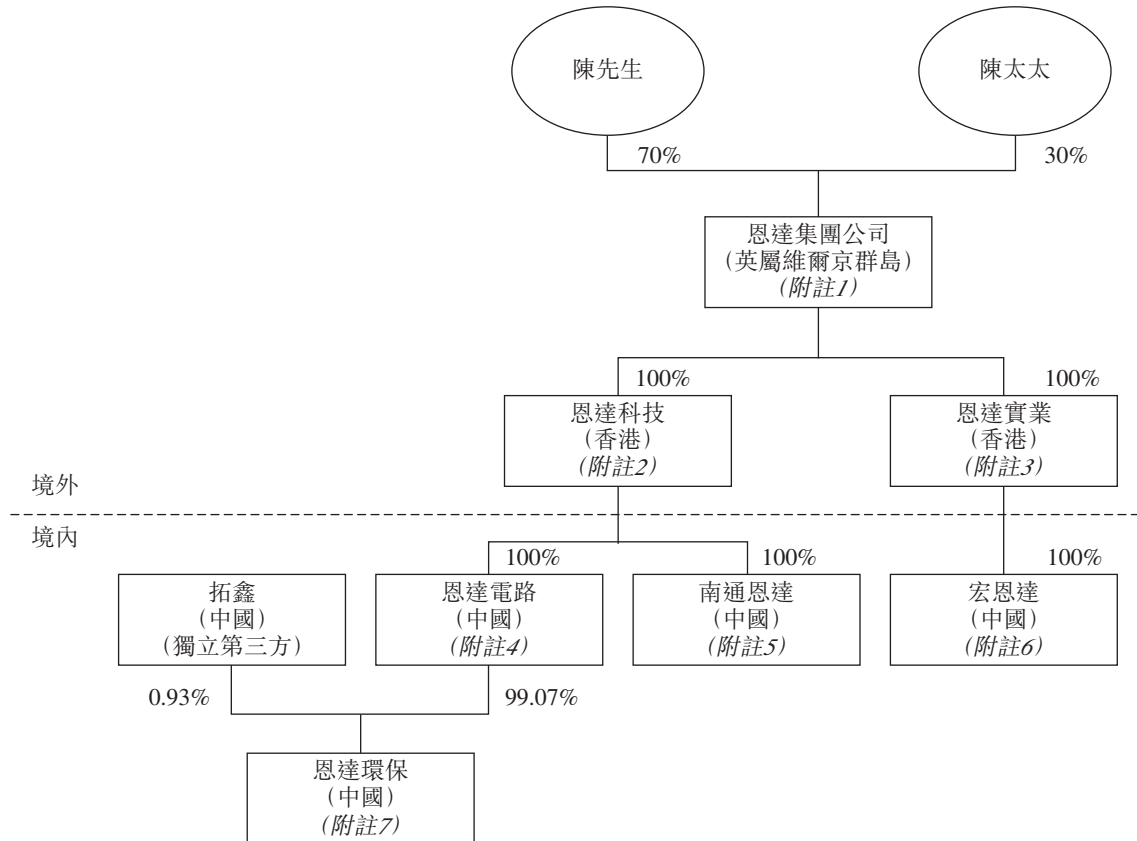 陳先生
陳太太
70%
30%
恩達集團公司
（英屬維爾京群島）
（附註1）
100%
100%
恩達科技
（香港）
（附註2）
恩達實業
（香港）
（附註3）
境外
境內
100%
100%
100%
拓鑫
（中國）
（獨立第三方）
恩達電路
（中國）
（附註4）
南通恩達
（中國）
（附註5）
宏恩達
（中國）
（附註6）
0.93%
99.07%
恩達環保
（中國）
（附註7）